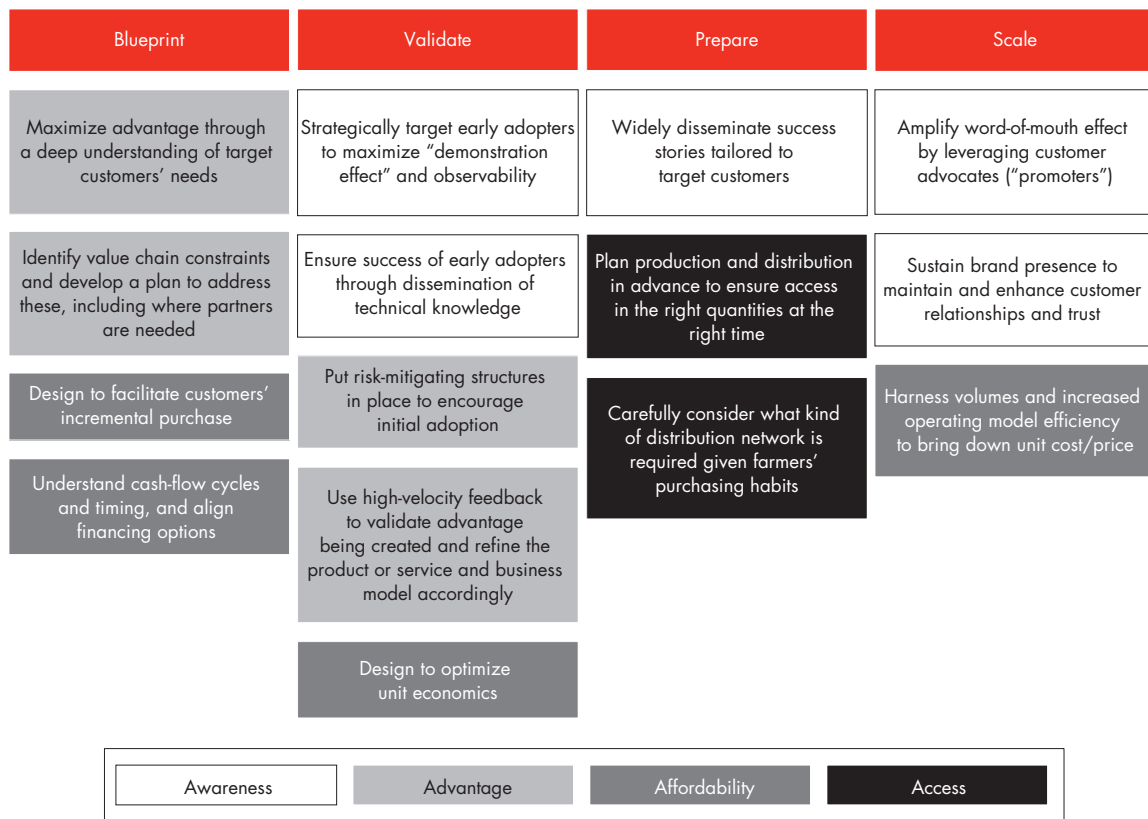 Blueprint
Validate
Prepare
Scale
Maximize advantage through
a deep understanding of target
customers’ needs
Identify value chain constraints
and develop a plan to address
these, including where partners
are needed
Design to facilitate customers’
incremental purchase
Understand cash-flow cycles
and timing, and align
financing options
Strategically target early adopters
to maximize “demonstration
effect” and observability
Ensure success of early adopters
through dissemination of
technical knowledge
Put risk-mitigating structures
in place to encourage
initial adoption
Use high-velocity feedback
to validate advantage
being created and refine the
product or service and business
model accordingly
Design to optimize
unit economics
Widely disseminate success
stories tailored to
target customers
Plan production and distribution
in advance to ensure access
in the right quantities at the
right time
Carefully consider what kind
of distribution network is
required given farmers’
purchasing habits
Amplify word-of-mouth effect
by leveraging customer
advocates (“promoters”)
Sustain brand presence to
maintain and enhance customer
relationships and trust
Harness volumes and increased
operating model efficiency
to bring down unit cost/price
Awareness
Advantage
Affordability
Access